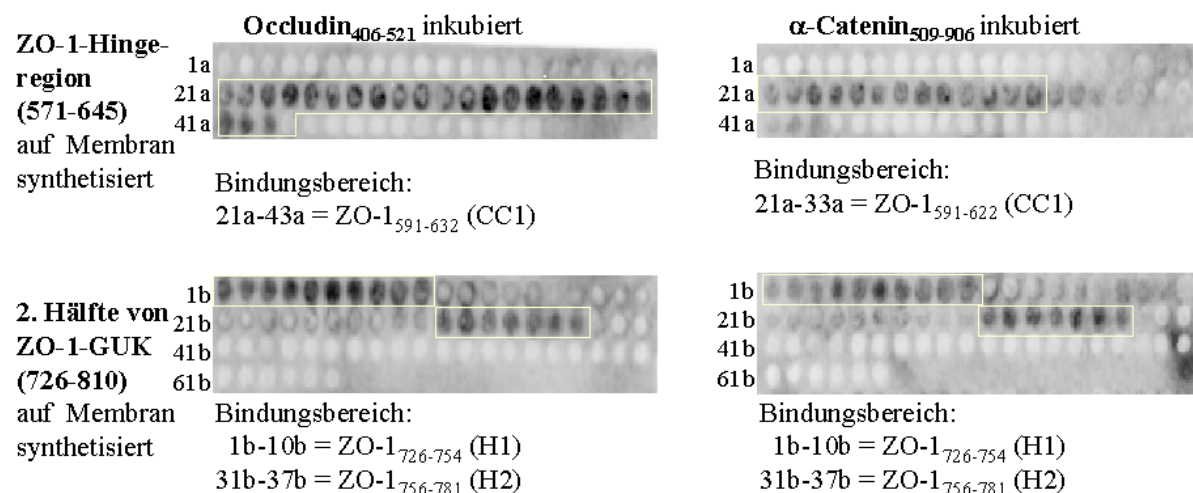 Occludin406-521 inkubiert
α-Catenin509-906 inkubiert
ZO-1-Hinge-
region
(571-645)
auf Membran
synthetisiert
1a
21a
41a
1a
21a
41a
Bindungsbereich:
21a-43a = ZO-1591-632 (CC1)
Bindungsbereich:
21a-33a = ZO-1591-622 (CC1)
2. Hälfte von
ZO-1-GUK
(726-810)
auf Membran
synthetisiert
1b
21b
41b
61b
1b
21b
41b
61b
Bindungsbereich:
1b-10b = ZO-1726-754 (H1)
31b-37b = ZO-1756-781 (H2)
Bindungsbereich:
1b-10b = ZO-1726-754 (H1)
31b-37b = ZO-1756-781 (H2)